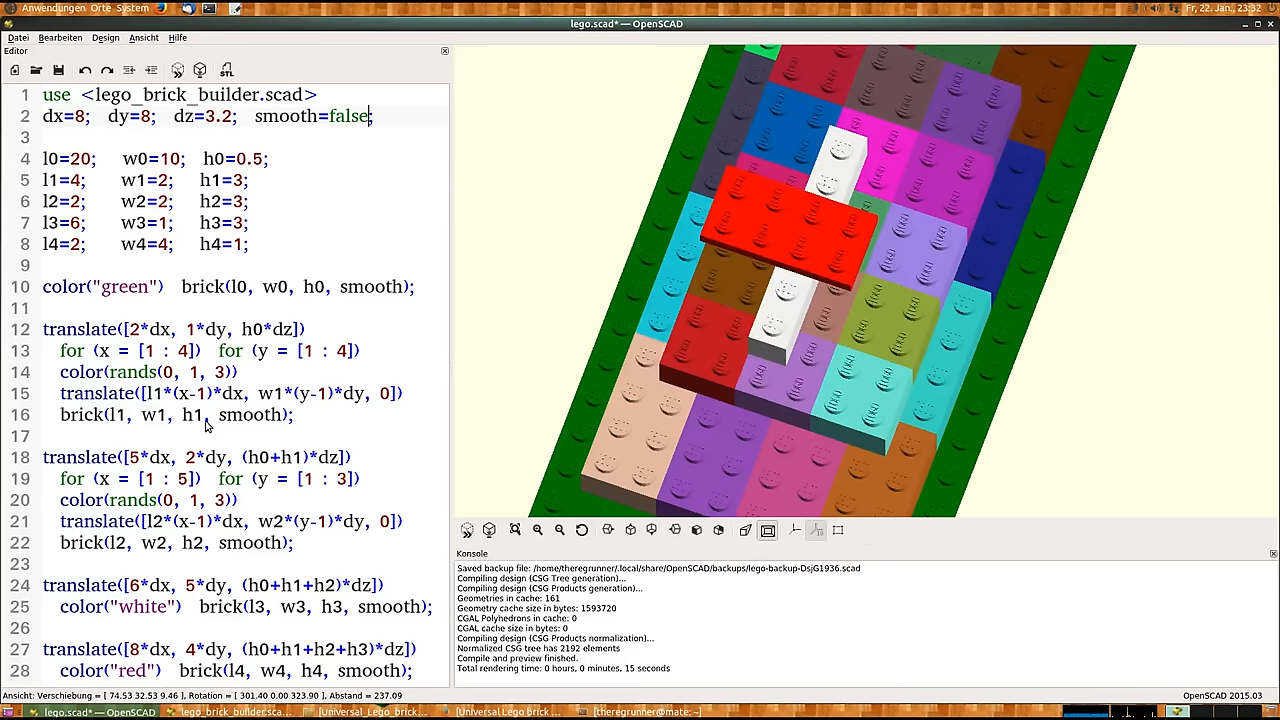 Anwendungen Orte System
Fr, 22. Jan., 23:32
lego.scad* — OpenSCAD
Datei Bearbeiten Design Ansicht Hilfe
Editor
STL
1 use <lego_brick_builder.scad>
2 dx=8; dy=8; dz=3.2; smooth=false;
3
4 l0=20; w0=10; h0=0.5;
5 l1=4; w1=2; h1=3;
6 l2=2; w2=2; h2=3;
7 l3=6; w3=1; h3=3;
8 l4=2; w4=4; h4=1;
9
10 color("green") brick(l0, w0, h0, smooth);
11
12 translate([2*dx, 1*dy, h0*dz])
13 for (x = [1 : 4]) for (y = [1 : 4])
14 color(rands(0, 1, 3))
15 translate([l1*(x-1)*dx, w1*(y-1)*dy, 0])
16 brick(l1, w1, h1, smooth);
17
18 translate([5*dx, 2*dy, (h0+h1)*dz])
19 for (x = [1 : 5]) for (y = [1 : 3])
20 color(rands(0, 1, 3))
21 translate([l2*(x-1)*dx, w2*(y-1)*dy, 0])
22 brick(l2, w2, h2, smooth);
23
24 translate([6*dx, 5*dy, (h0+h1+h2)*dz])
25 color("white") brick(l3, w3, h3, smooth);
26
27 translate([8*dx, 4*dy, (h0+h1+h2+h3)*dz])
28 color("red") brick(l4, w4, h4, smooth);
Konsole
Saved backup file: /home/theregrunner/.local/share/OpenSCAD/backups/lego-backup-DsjG1936.scad
Compiling design (CSG Tree generation)...
Compiling design (CSG Products generation)...
Geometries in cache: 161
Geometry cache size in bytes: 1593720
CGAL Polyhedrons in cache: 0
CGAL cache size in bytes: 0
Compiling design (CSG Products normalization)...
Normalized CSG tree has 2192 elements
Compile and preview finished.
Total rendering time: 0 hours, 0 minutes, 15 seconds
Ansicht: Verschiebung = [ 74.53 32.53 9.46 ], Rotation = [ 301.40 0.00 323.90 ], Abstand = 237.09
OpenSCAD 2015.03
lego.scad* — OpenSCAD
lego_brick_builder.sca...
[Universal_Lego_brick...
[Universal Lego brick ...
[theregrunner@mate: ~]